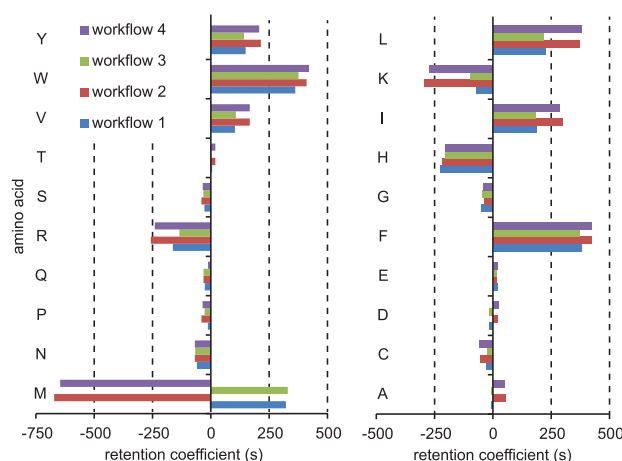 workflow 4
workflow 3
workflow 2
workflow 1
amino acid
Y
W
V
T
S
R
Q
P
N
M
-750 -500 -250 0 250 500
retention coefficient (s)
L
K
I
H
G
F
E
D
C
A
-500 -250 0 250 500
retention coefficient (s)